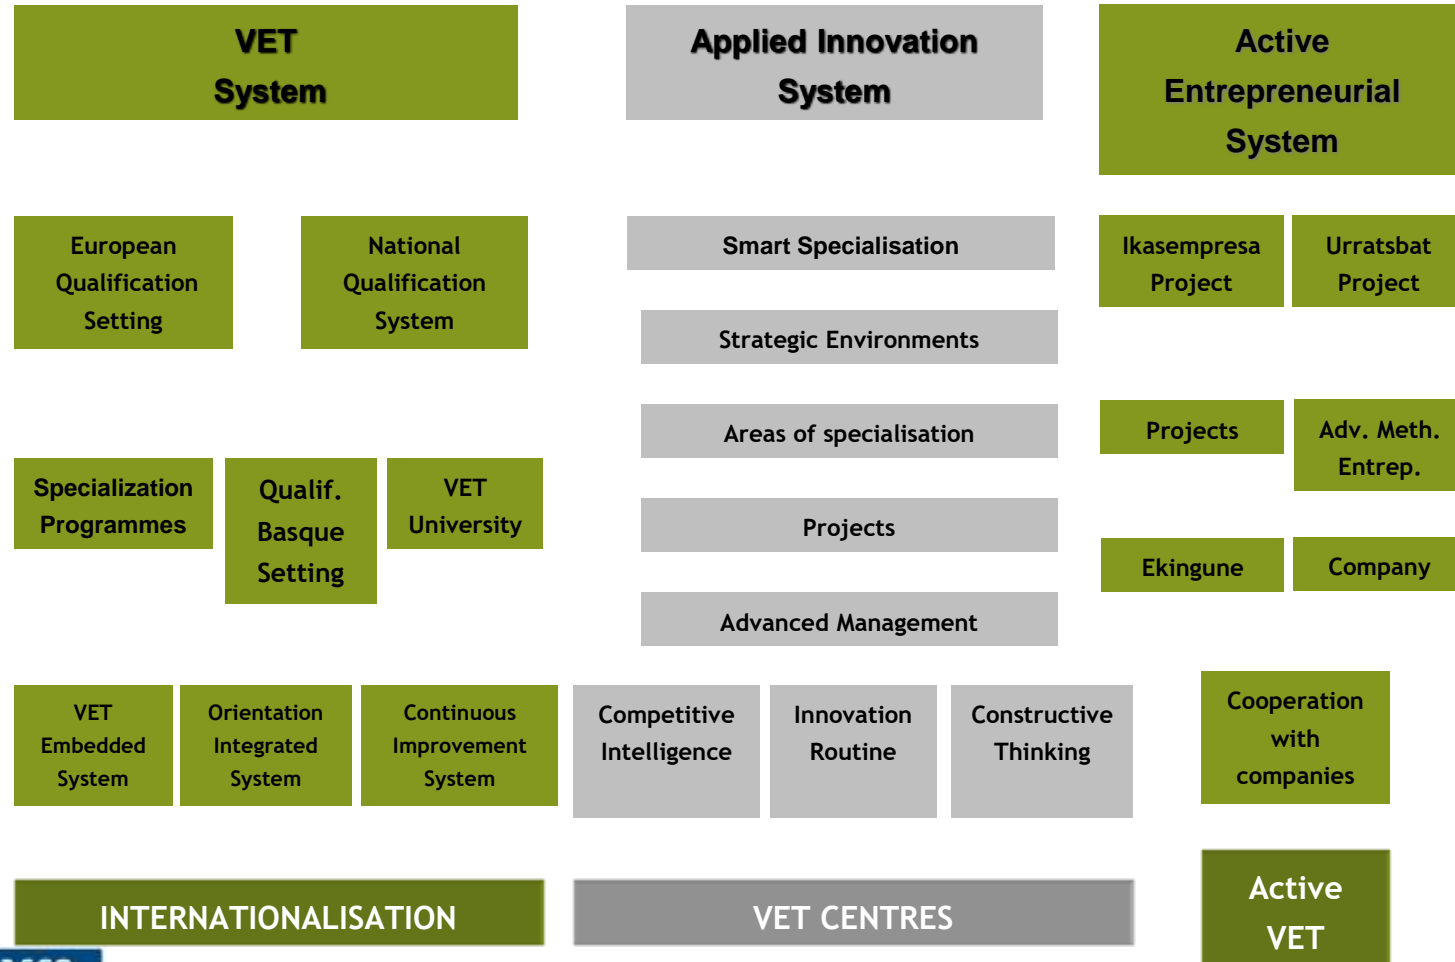 VET
System
Applied Innovation
System
Active
Entrepreneurial
System
European
Qualification
Setting
National
Qualification
System
Smart Specialisation
Strategic Environments
Areas of specialisation
Projects
Advanced Management
Ikasempresa
Project
Urratsbat
Project
Projects
Adv. Meth.
Entrep.
Ekingune
Company
Specialization
Programmes
Qualif.
Basque
Setting
VET
University
VET
Embedded
System
Orientation
Integrated
System
Continuous
Improvement
System
Competitive
Intelligence
Innovation
Routine
Constructive
Thinking
Cooperation
with
companies
INTERNATIONALISATION
VET CENTRES
Active
VET